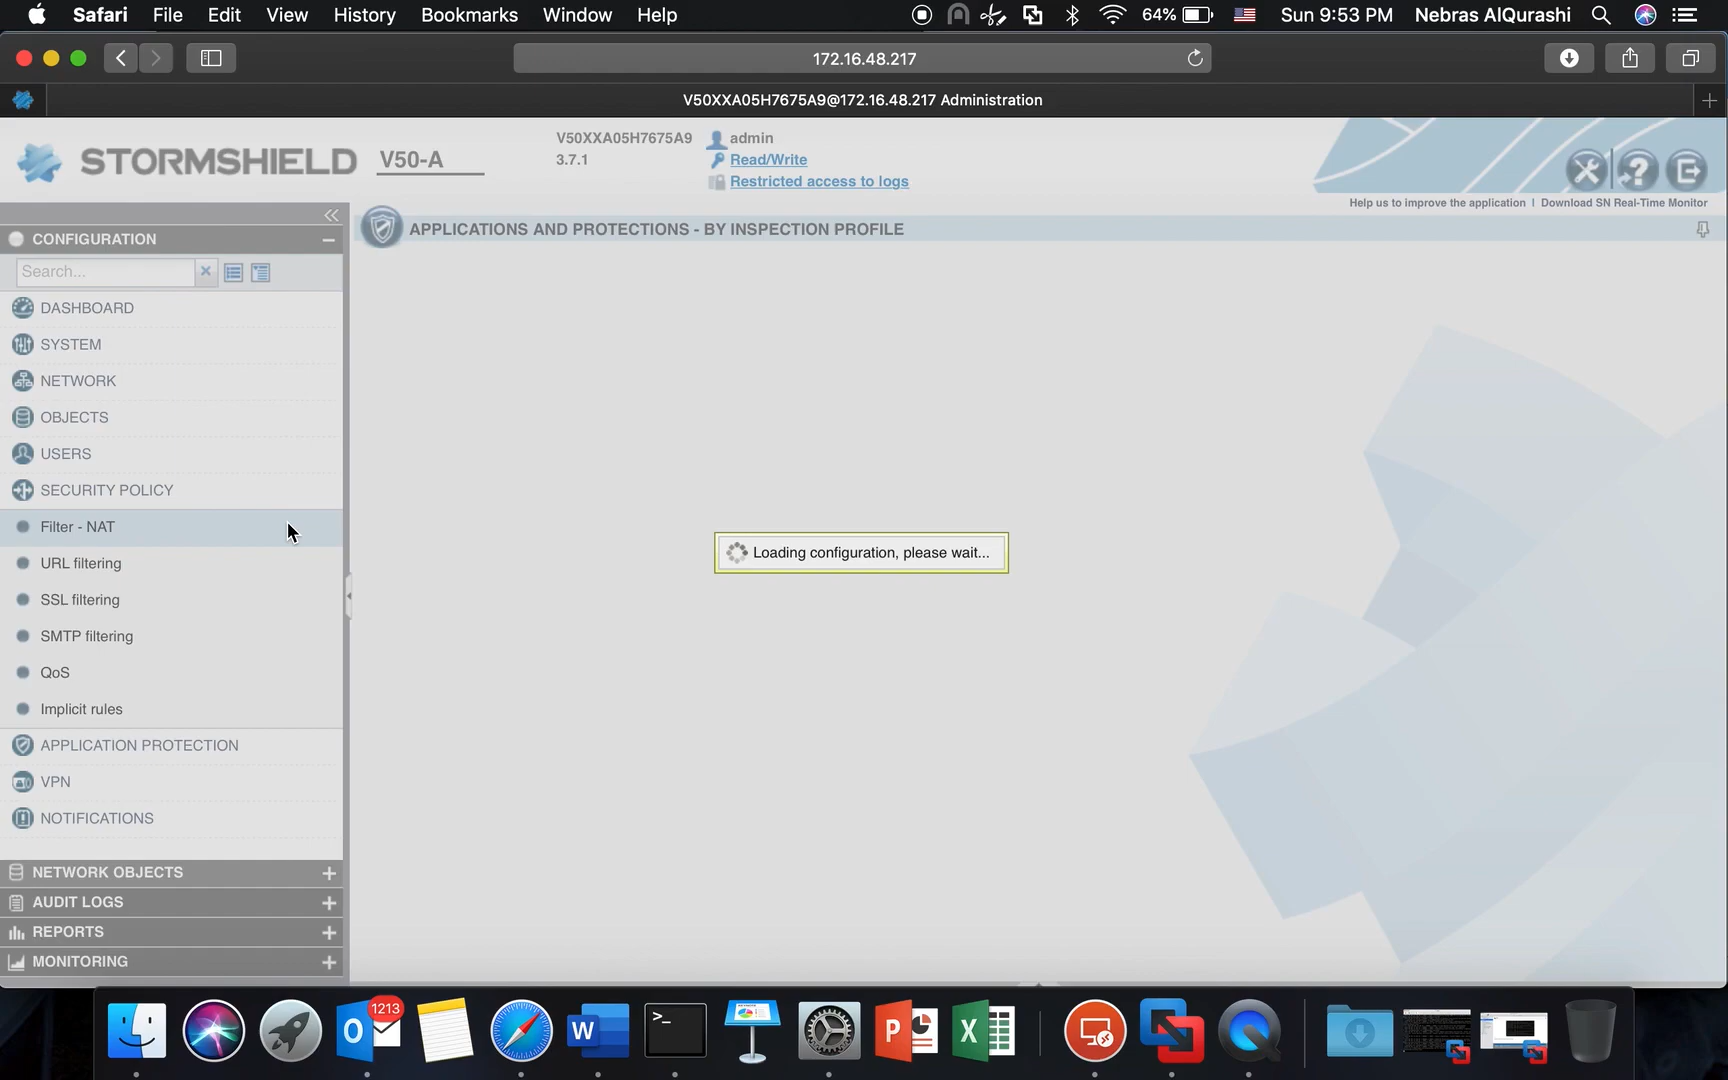 Safari File Edit View History Bookmarks Window Help 64% Sun 9:53 PM Nebras AlQurashi
172.16.48.217
V50XXA05H7675A9@172.16.48.217 Administration
STORMSHIELD V50-A
V50XXA05H7675A9
3.7.1
admin
Read/Write
Restricted access to logs
Help us to improve the application | Download SN Real-Time Monitor
CONFIGURATION
APPLICATIONS AND PROTECTIONS - BY INSPECTION PROFILE
Search...
DASHBOARD
SYSTEM
NETWORK
OBJECTS
USERS
SECURITY POLICY
Filter - NAT
URL filtering
SSL filtering
SMTP filtering
QoS
Implicit rules
APPLICATION PROTECTION
VPN
NOTIFICATIONS
Loading configuration, please wait...
NETWORK OBJECTS
AUDIT LOGS
REPORTS
MONITORING
1213